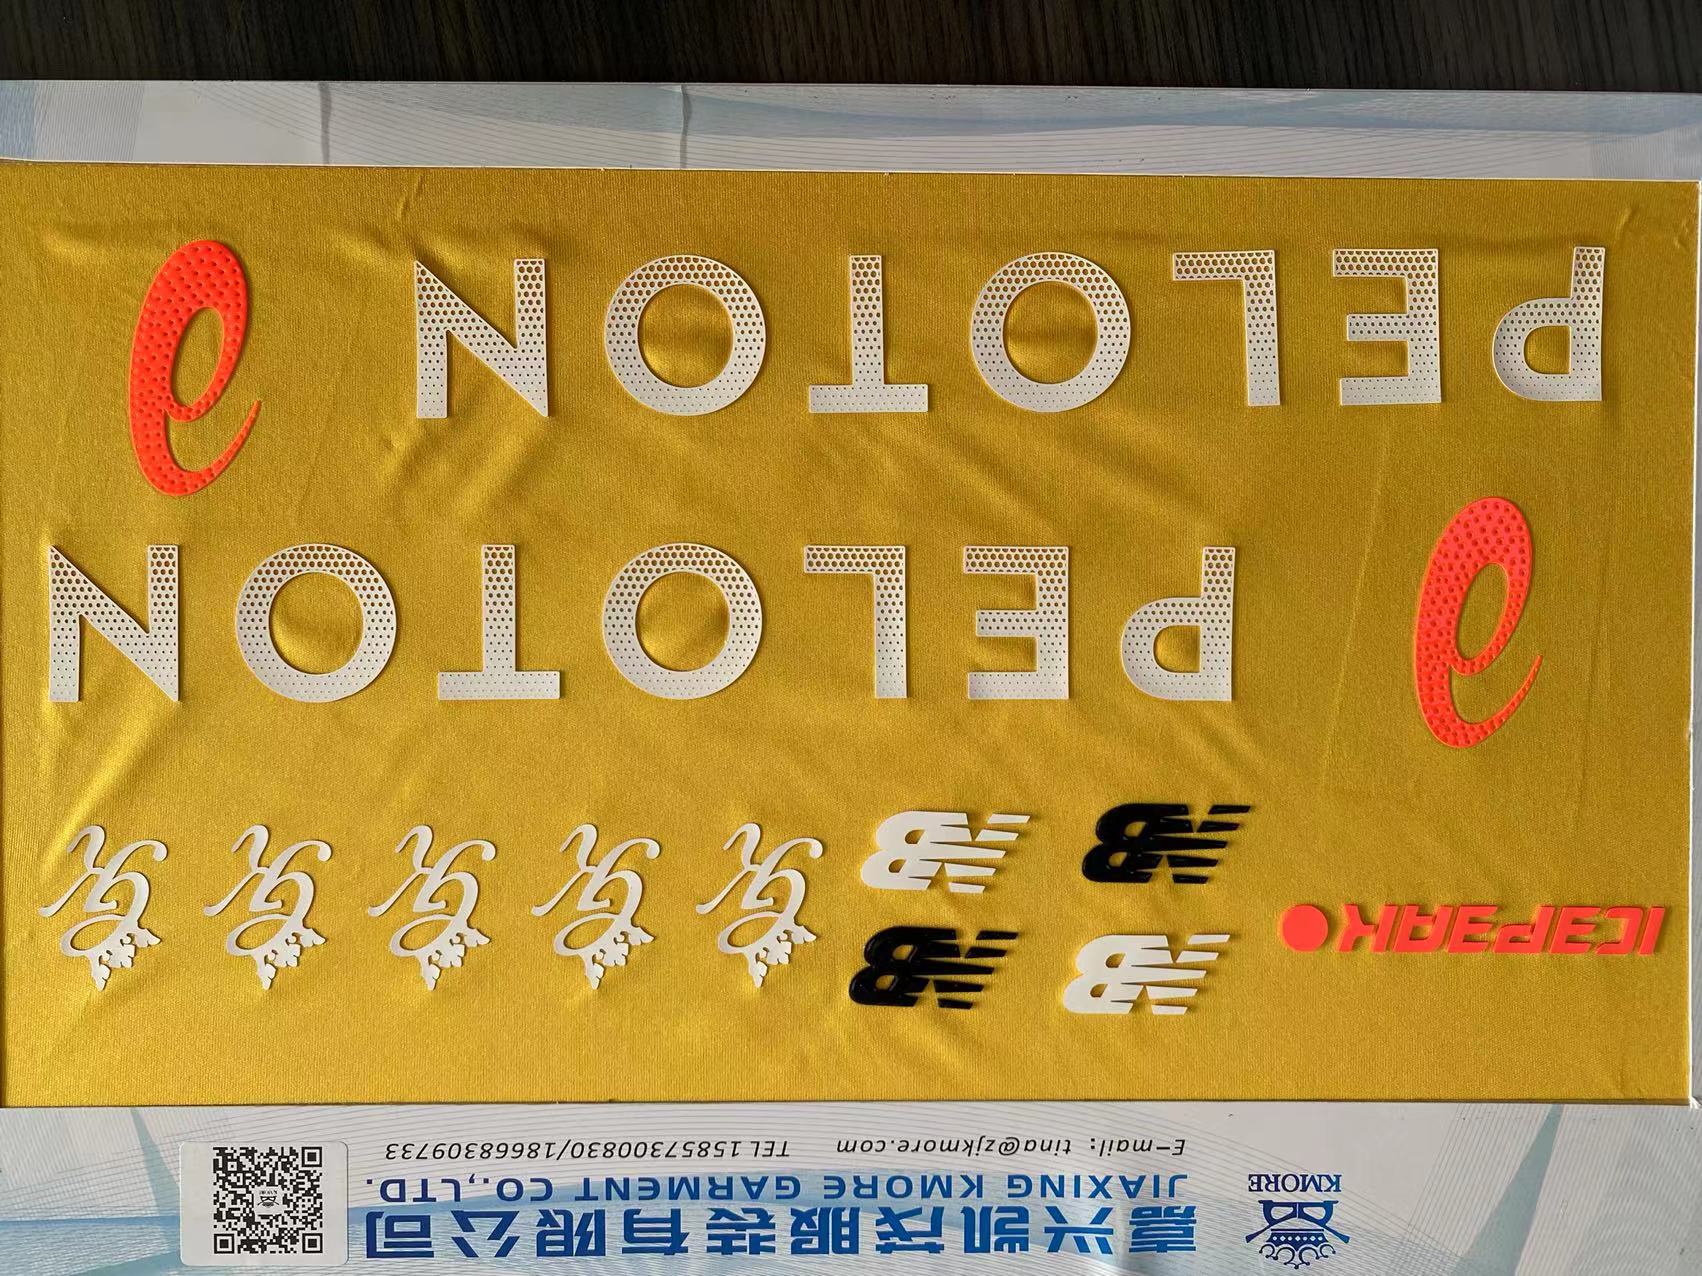 嘉兴凯茂服装有限公司
KMORE
JIAXING KMORE GARMENT CO.,LTD.
E-mail: tina@zjkmore.com TEL 15857300830/18668309733
ICEPEAK
NB NB
NB NB
e PELOTON
PELOTON e